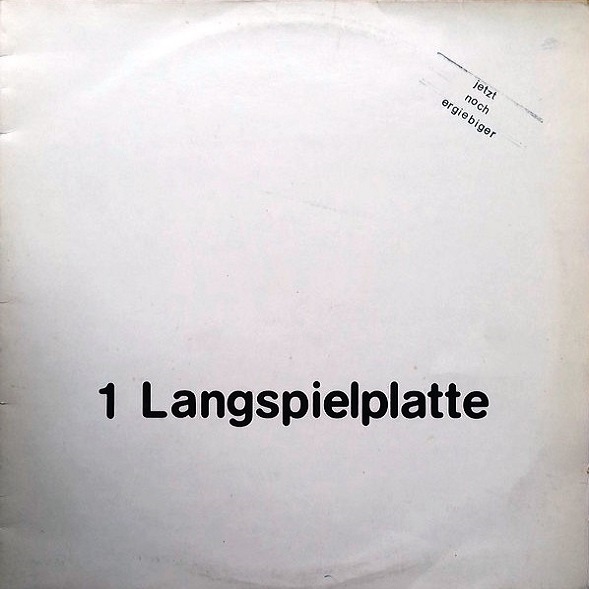 jetzt
noch
ergiebiger
1 Langspielplatte